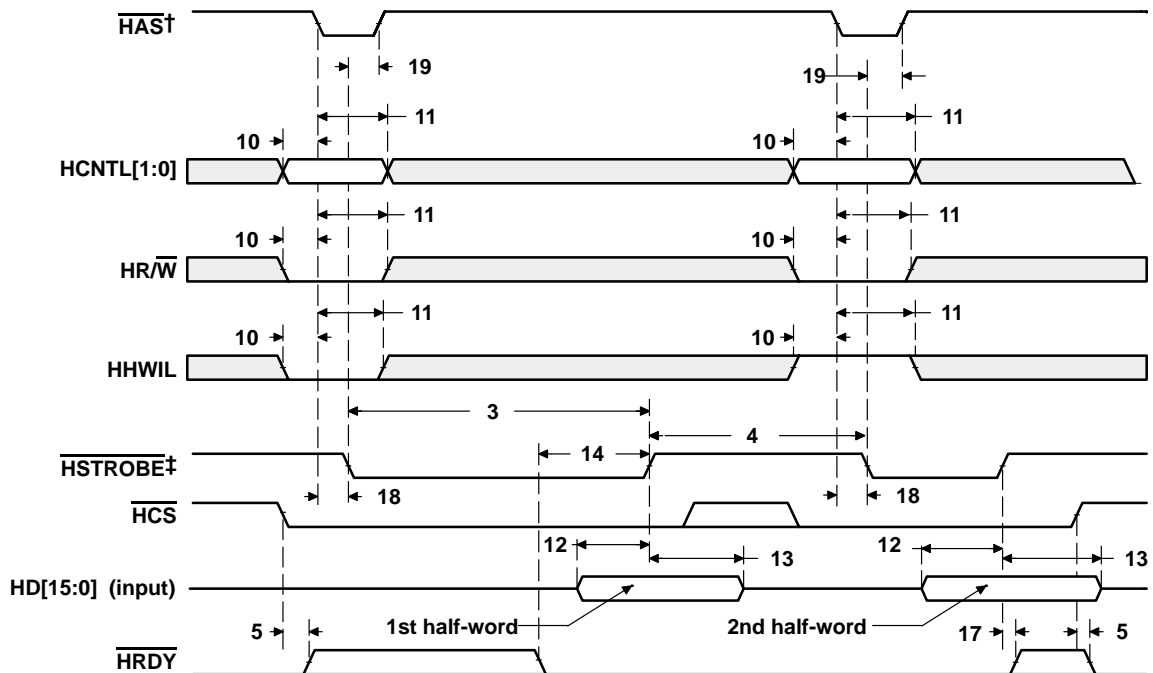 HAS†
19
19
11
11
10
10
HCNTL[1:0]
11
11
10
10
HR/W
11
11
10
10
HHWIL
3
4
14
HSTROBE‡
18
18
HCS
12
12
13
13
HD[15:0] (input)
1st half-word
2nd half-word
5
17
5
HRDY